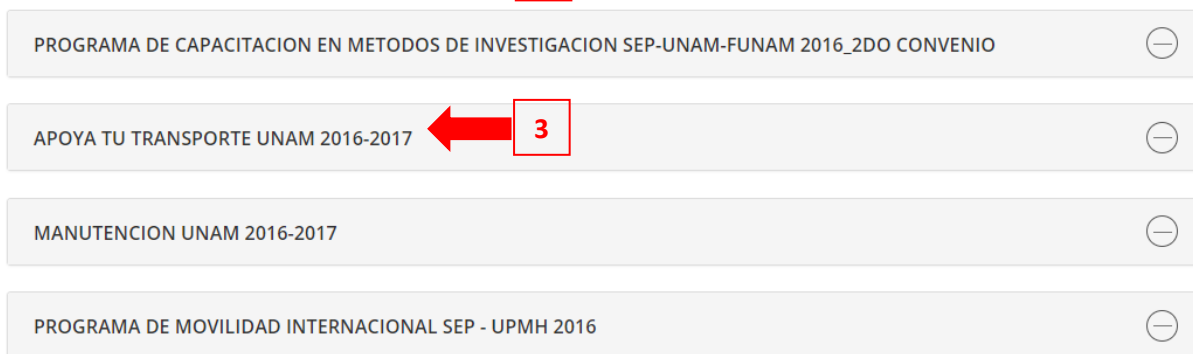 PROGRAMA DE CAPACITACION EN METODOS DE INVESTIGACION SEP-UNAM-FUNAM 2016_2DO CONVENIO
APOYA TU TRANSPORTE UNAM 2016-2017 3
MANUTENCION UNAM 2016-2017
PROGRAMA DE MOVILIDAD INTERNACIONAL SEP - UPMH 2016